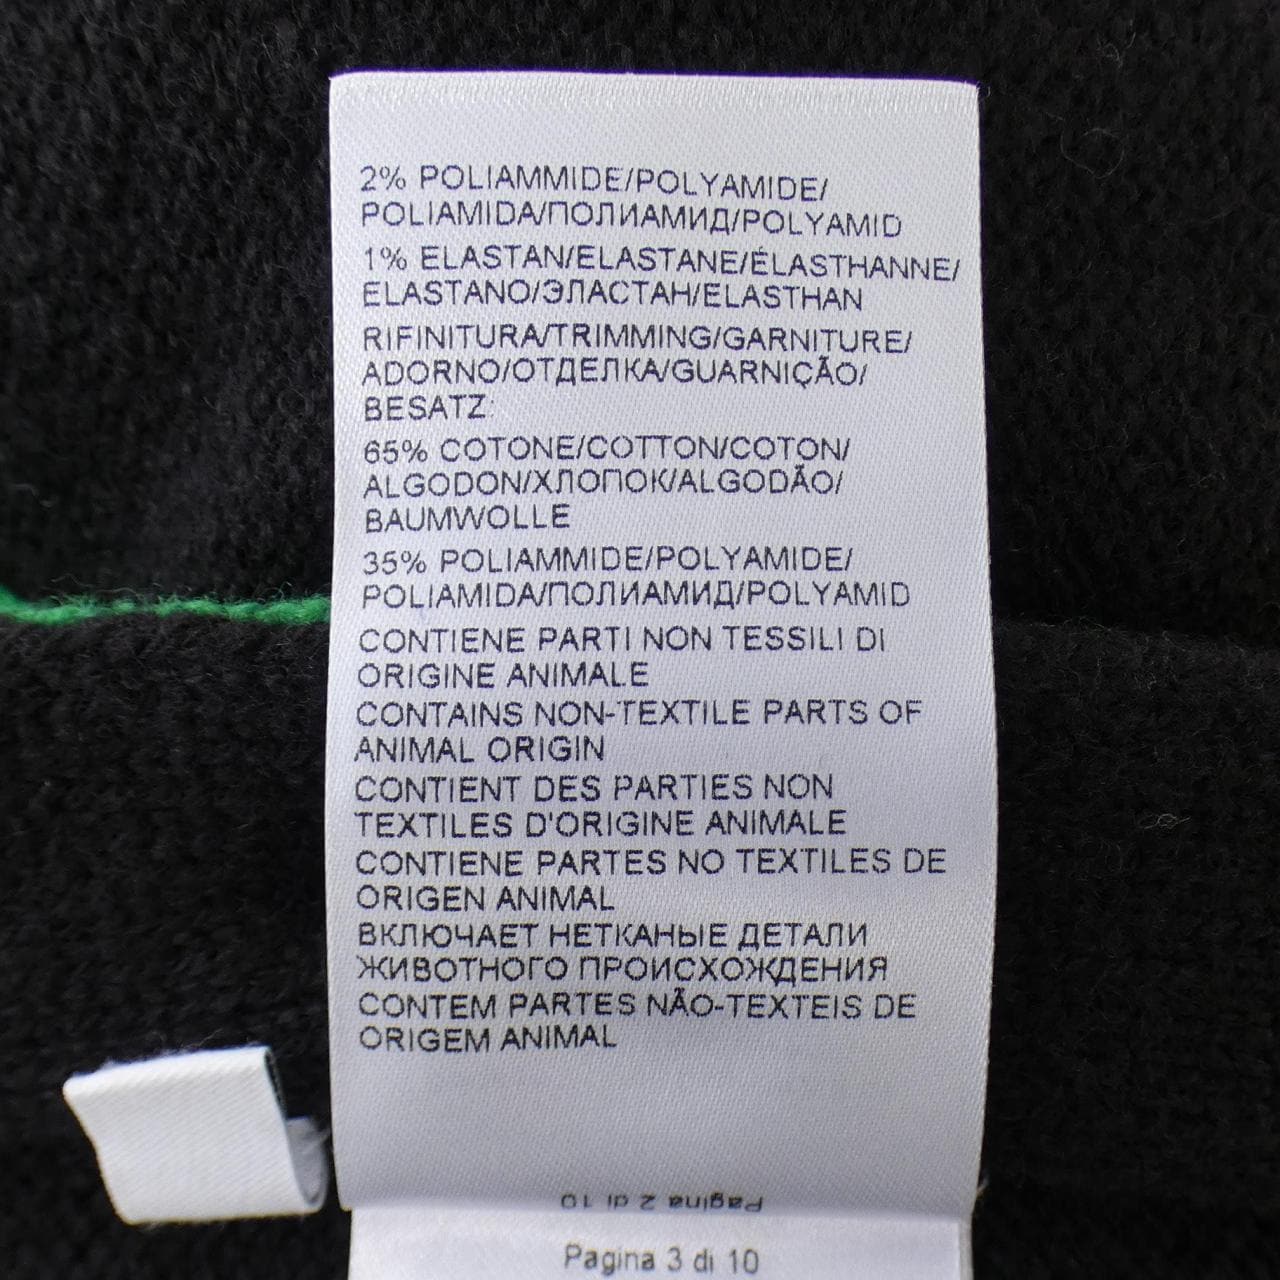 2% POLIAMMIDE/POLYAMIDE/
POLIAMIDA/ПОЛИАМИД/POLYAMID
1% ELASTAN/ELASTANE/ÉLASTHANNE/
ELASTANO/ЭЛАСТАН/ELASTHAN
RIFINITURA/TRIMMING/GARNITURE/
ADORNO/ОТДЕЛКА/GUARNIÇÃO/
BESATZ:
65% COTONE/COTTON/COTON/
ALGODON/ХЛОПОК/ALGODÃO/
BAUMWOLLE
35% POLIAMMIDE/POLYAMIDE/
POLIAMIDA/ПОЛИАМИД/POLYAMID
CONTIENE PARTI NON TESSILI DI
ORIGINE ANIMALE
CONTAINS NON-TEXTILE PARTS OF
ANIMAL ORIGIN
CONTIENT DES PARTIES NON
TEXTILES D'ORIGINE ANIMALE
CONTIENE PARTES NO TEXTILES DE
ORIGEN ANIMAL
ВКЛЮЧАЕТ НЕТКАНЫЕ ДЕТАЛИ
ЖИВОТНОГО ПРОИСХОЖДЕНИЯ
CONTEM PARTES NÃO-TEXTEIS DE
ORIGEM ANIMAL
Pagina 2 di 10
Pagina 3 di 10